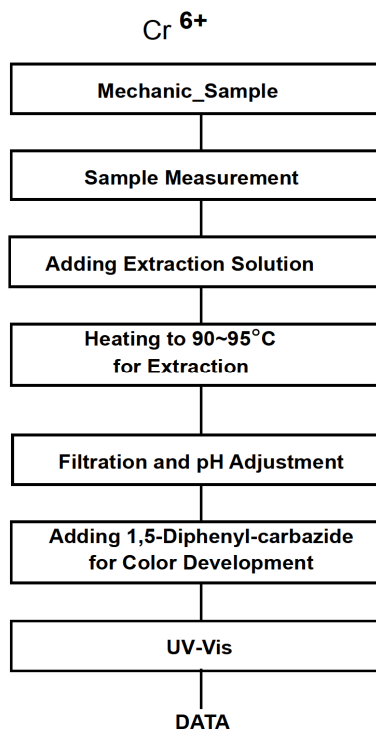 Cr 6+
Mechanic_Sample
Sample Measurement
Adding Extraction Solution
Heating to 90~95°C
for Extraction
Filtration and pH Adjustment
Adding 1,5-Diphenyl-carbazide
for Color Development
UV-Vis
DATA